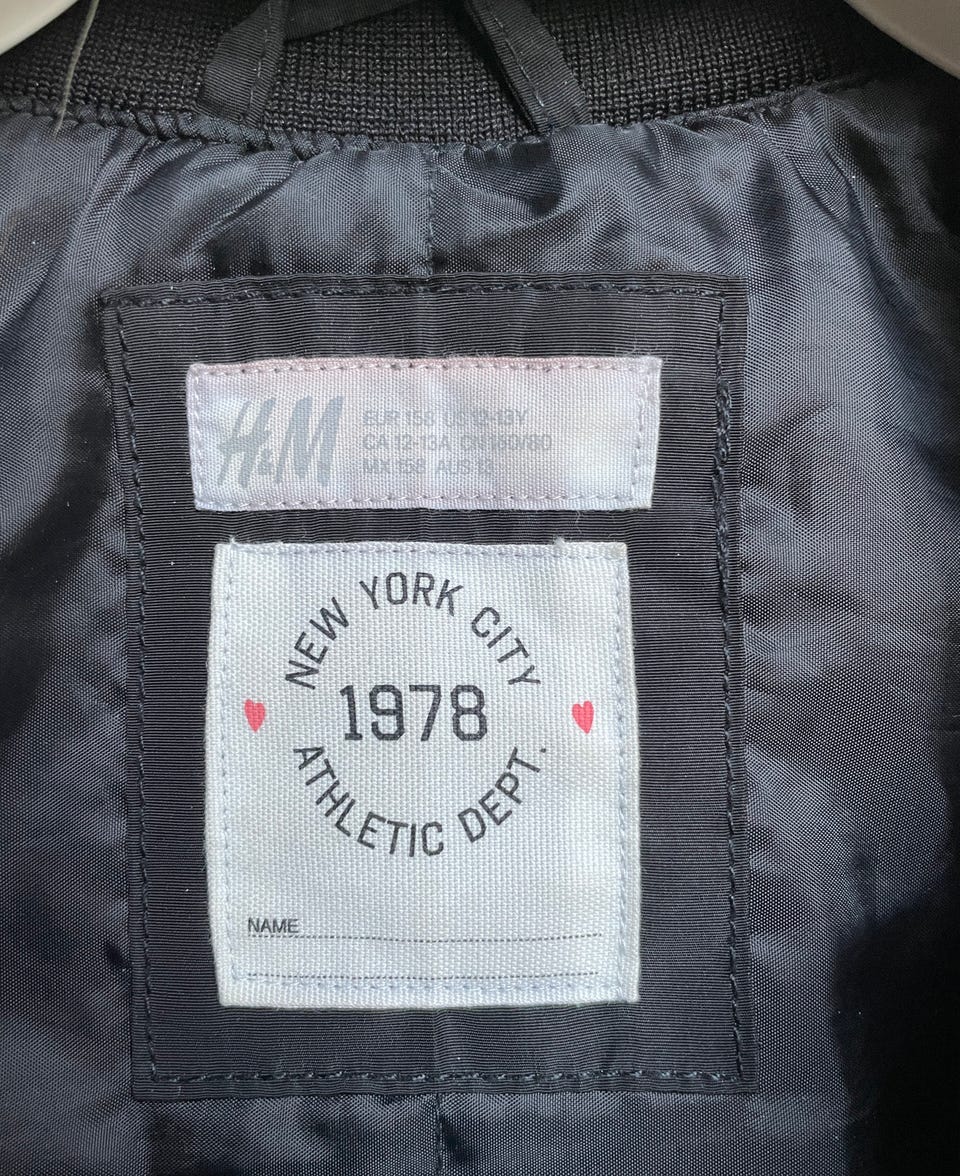 H&M
EUR 158 US 12-13Y
CA 12-13A CN 160/80
MX 158 AUS 13
NEW YORK CITY
1978
ATHLETIC DEPT.
NAME